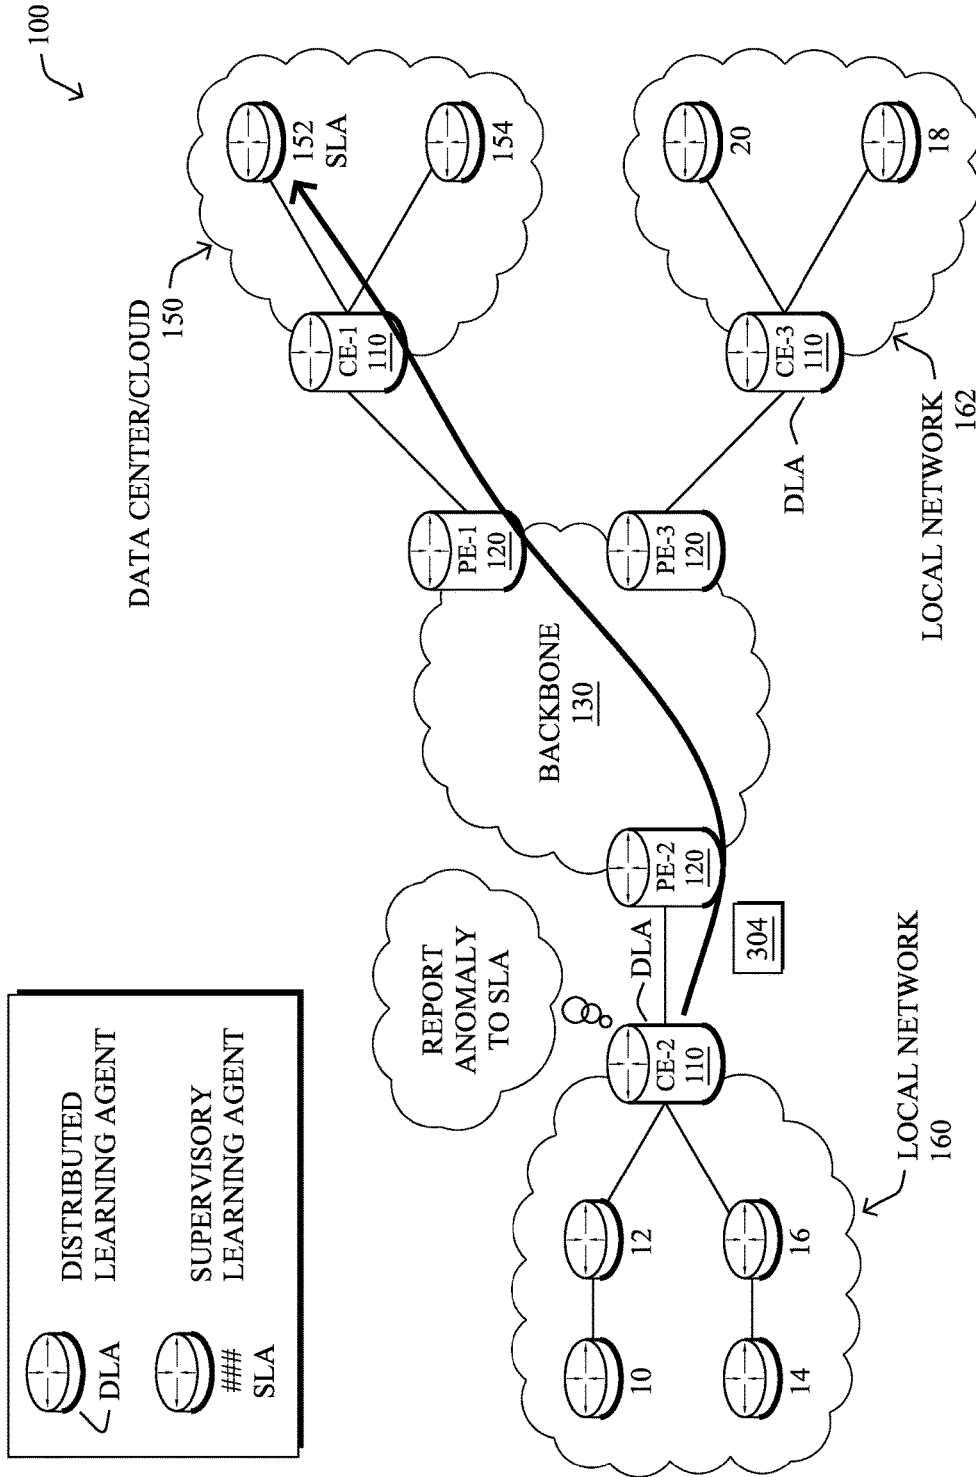 100
DISTRIBUTED
LEARNING AGENT
DLA
SUPERVISORY
LEARNING AGENT
###
SLA
DATA CENTER/CLOUD
150
152
SLA
154
CE-1
110
PE-1
120
BACKBONE
130
REPORT
ANOMALY
TO SLA
DLA
PE-2
120
PE-3
120
CE-3
110
DLA
20
18
LOCAL NETWORK
162
CE-2
110
304
12
10
16
14
LOCAL NETWORK
160